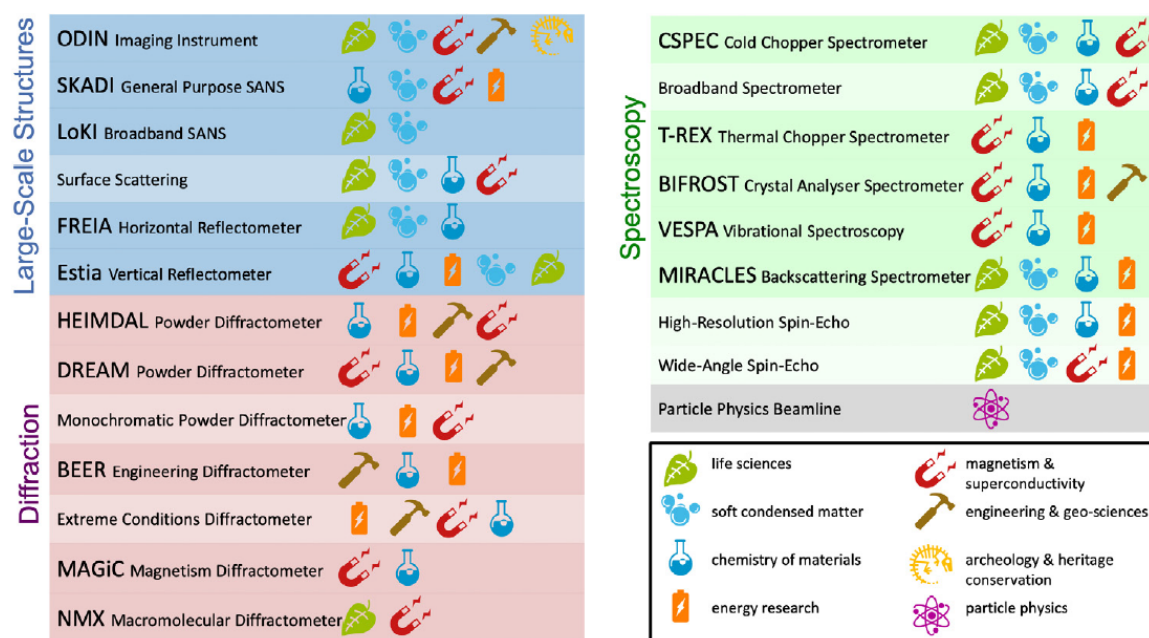 Large-Scale Structures
ODIN Imaging Instrument
SKADI General Purpose SANS
LoKI Broadband SANS
Surface Scattering
FREIA Horizontal Reflectometer
Estia Vertical Reflectometer
Diffraction
HEIMDAL Powder Diffractometer
DREAM Powder Diffractometer
Monochromatic Powder Diffractometer
BEER Engineering Diffractometer
Extreme Conditions Diffractometer
MAGiC Magnetism Diffractometer
NMX Macromolecular Diffractometer
Spectroscopy
CSPEC Cold Chopper Spectrometer
Broadband Spectrometer
T-REX Thermal Chopper Spectrometer
BIFROST Crystal Analyser Spectrometer
VESPA Vibrational Spectroscopy
MIRACLES Backscattering Spectrometer
High-Resolution Spin-Echo
Wide-Angle Spin-Echo
Particle Physics Beamline
life sciences
soft condensed matter
chemistry of materials
energy research
magnetism &
superconductivity
engineering & geo-sciences
archeology & heritage
conservation
particle physics